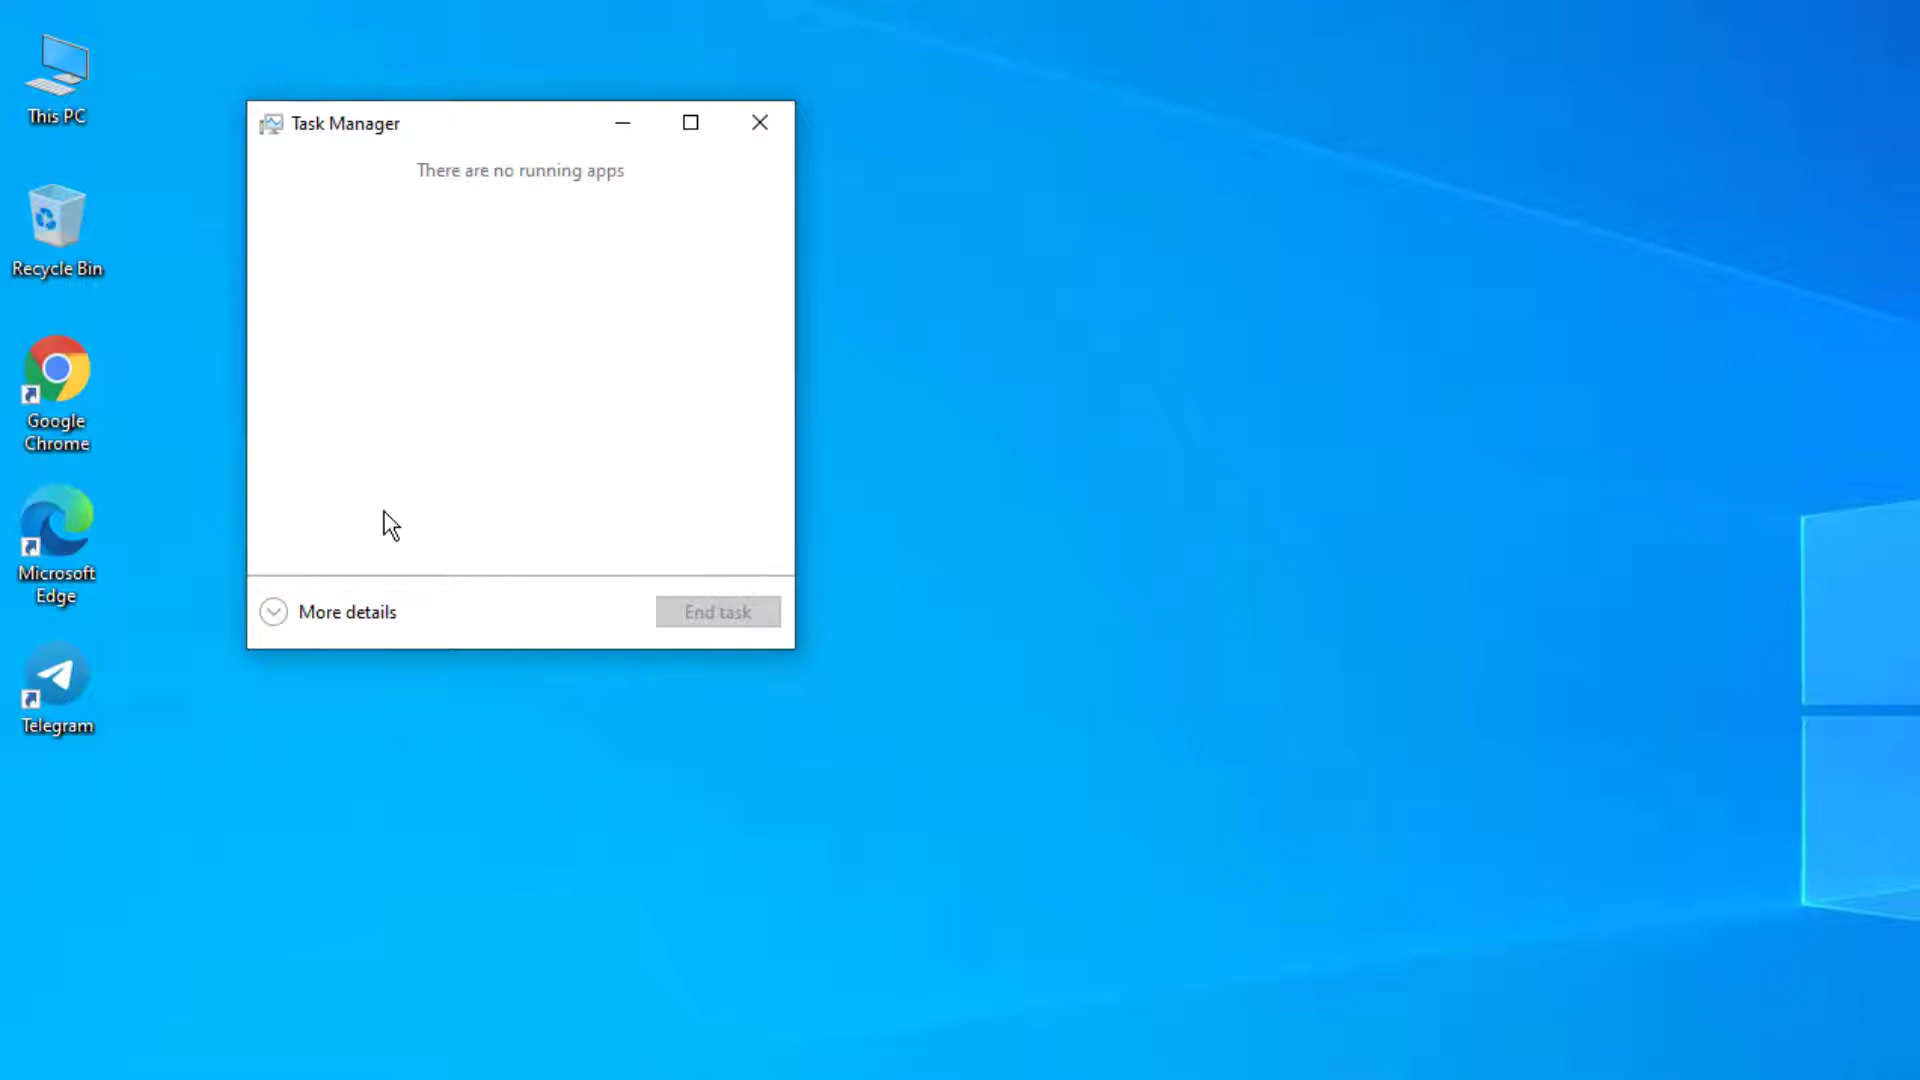 This PC
Recycle Bin
Google
Chrome
Microsoft
Edge
Telegram
Task Manager
There are no running apps
More details
End task